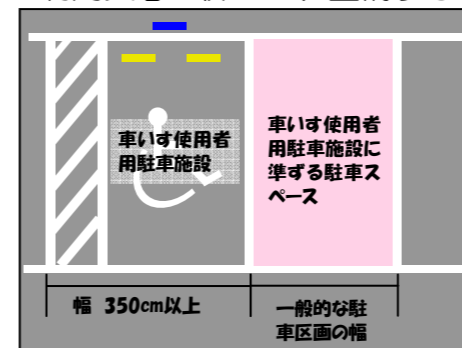 車いす使用者
用駐車施設
車いす使用者
用駐車施設に
準ずる駐車ス
ペース
幅 350cm以上
一般的な駐
車区画の幅